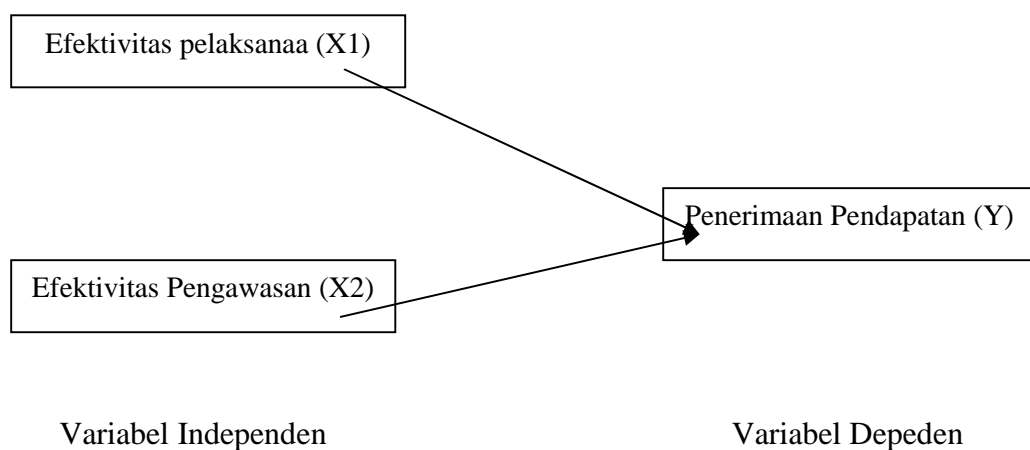 Efektivitas pelaksanaa (X1)
Penerimaan Pendapatan (Y)
Efektivitas Pengawasan (X2)
Variabel Independen
Variabel Depeden